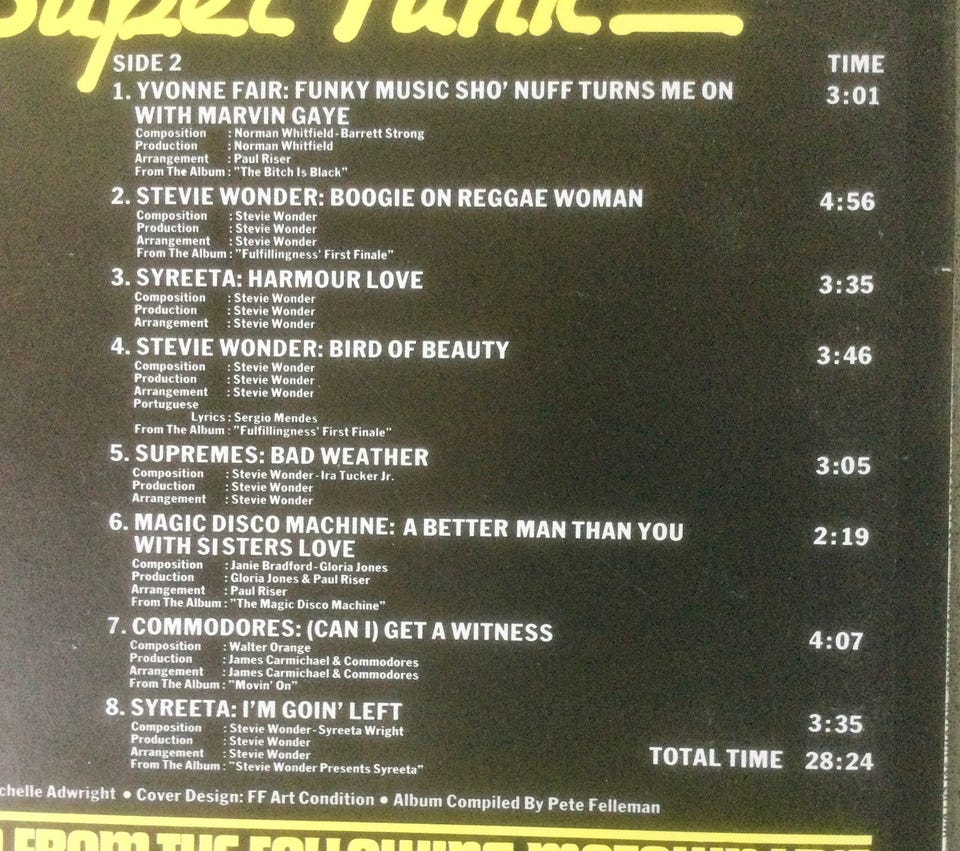 Super Funk
SIDE 2 TIME
1. YVONNE FAIR: FUNKY MUSIC SHO' NUFF TURNS ME ON 3:01
WITH MARVIN GAYE
Composition : Norman Whitfield-Barrett Strong
Production : Norman Whitfield
Arrangement : Paul Riser
From The Album : "The Bitch Is Black"
2. STEVIE WONDER: BOOGIE ON REGGAE WOMAN 4:56
Composition : Stevie Wonder
Production : Stevie Wonder
Arrangement : Stevie Wonder
From The Album : "Fulfillingness' First Finale"
3. SYREETA: HARMOUR LOVE 3:35
Composition : Stevie Wonder
Production : Stevie Wonder
Arrangement : Stevie Wonder
4. STEVIE WONDER: BIRD OF BEAUTY 3:46
Composition : Stevie Wonder
Production : Stevie Wonder
Arrangement : Stevie Wonder
Portuguese
Lyrics : Sergio Mendes
From The Album : "Fulfillingness' First Finale"
5. SUPREMES: BAD WEATHER 3:05
Composition : Stevie Wonder-Ira Tucker Jr.
Production : Stevie Wonder
Arrangement : Stevie Wonder
6. MAGIC DISCO MACHINE: A BETTER MAN THAN YOU 2:19
WITH SISTERS LOVE
Composition : Janie Bradford-Gloria Jones
Production : Gloria Jones & Paul Riser
Arrangement : Paul Riser
From The Album : "The Magic Disco Machine"
7. COMMODORES: (CAN I) GET A WITNESS 4:07
Composition : Walter Orange
Production : James Carmichael & Commodores
Arrangement : James Carmichael & Commodores
From The Album : "Movin' On"
8. SYREETA: I'M GOIN' LEFT 3:35
Composition : Stevie Wonder-Syreeta Wright
Production : Stevie Wonder
Arrangement : Stevie Wonder
From The Album : "Stevie Wonder Presents Syreeta"
TOTAL TIME 28:24
chelle Adwright • Cover Design: FF Art Condition • Album Compiled By Pete Felleman
FROM THE FOLLOWING